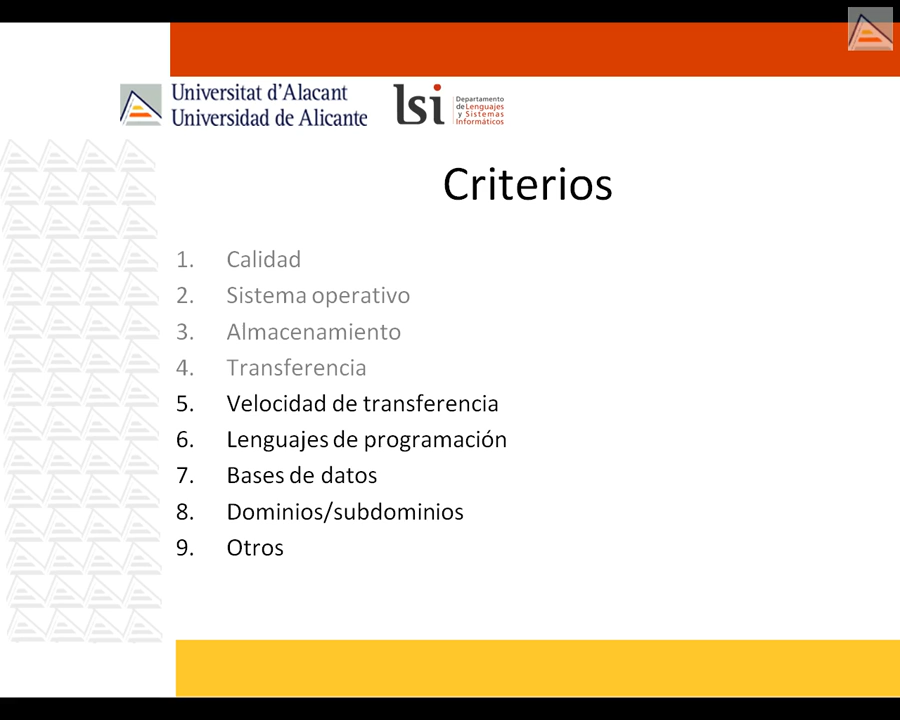 Universitat d'Alacant
Universidad de Alicante
lsi
Departamento
de Lenguajes
y Sistemas
Informáticos
Criterios
1. Calidad
2. Sistema operativo
3. Almacenamiento
4. Transferencia
5. Velocidad de transferencia
6. Lenguajes de programación
7. Bases de datos
8. Dominios/subdominios
9. Otros